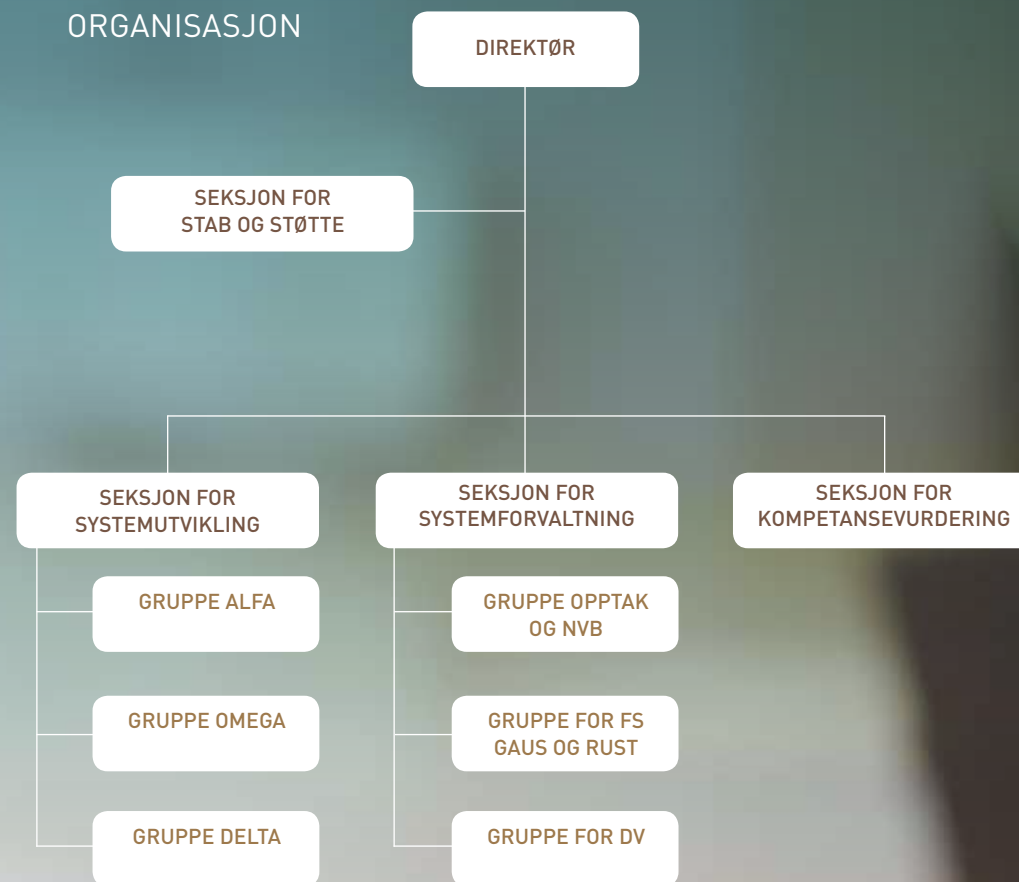 ORGANISASJON
DIREKTØR
SEKSJON FOR
STAB OG STØTTE
SEKSJON FOR
SYSTEMUTVIKLING
GRUPPE ALFA
GRUPPE OMEGA
GRUPPE DELTA
SEKSJON FOR
SYSTEMFORVALTNING
GRUPPE OPPTAK
OG NVB
GRUPPE FOR FS
GAUS OG RUST
GRUPPE FOR DV
SEKSJON FOR
KOMPETANSEVURDERING